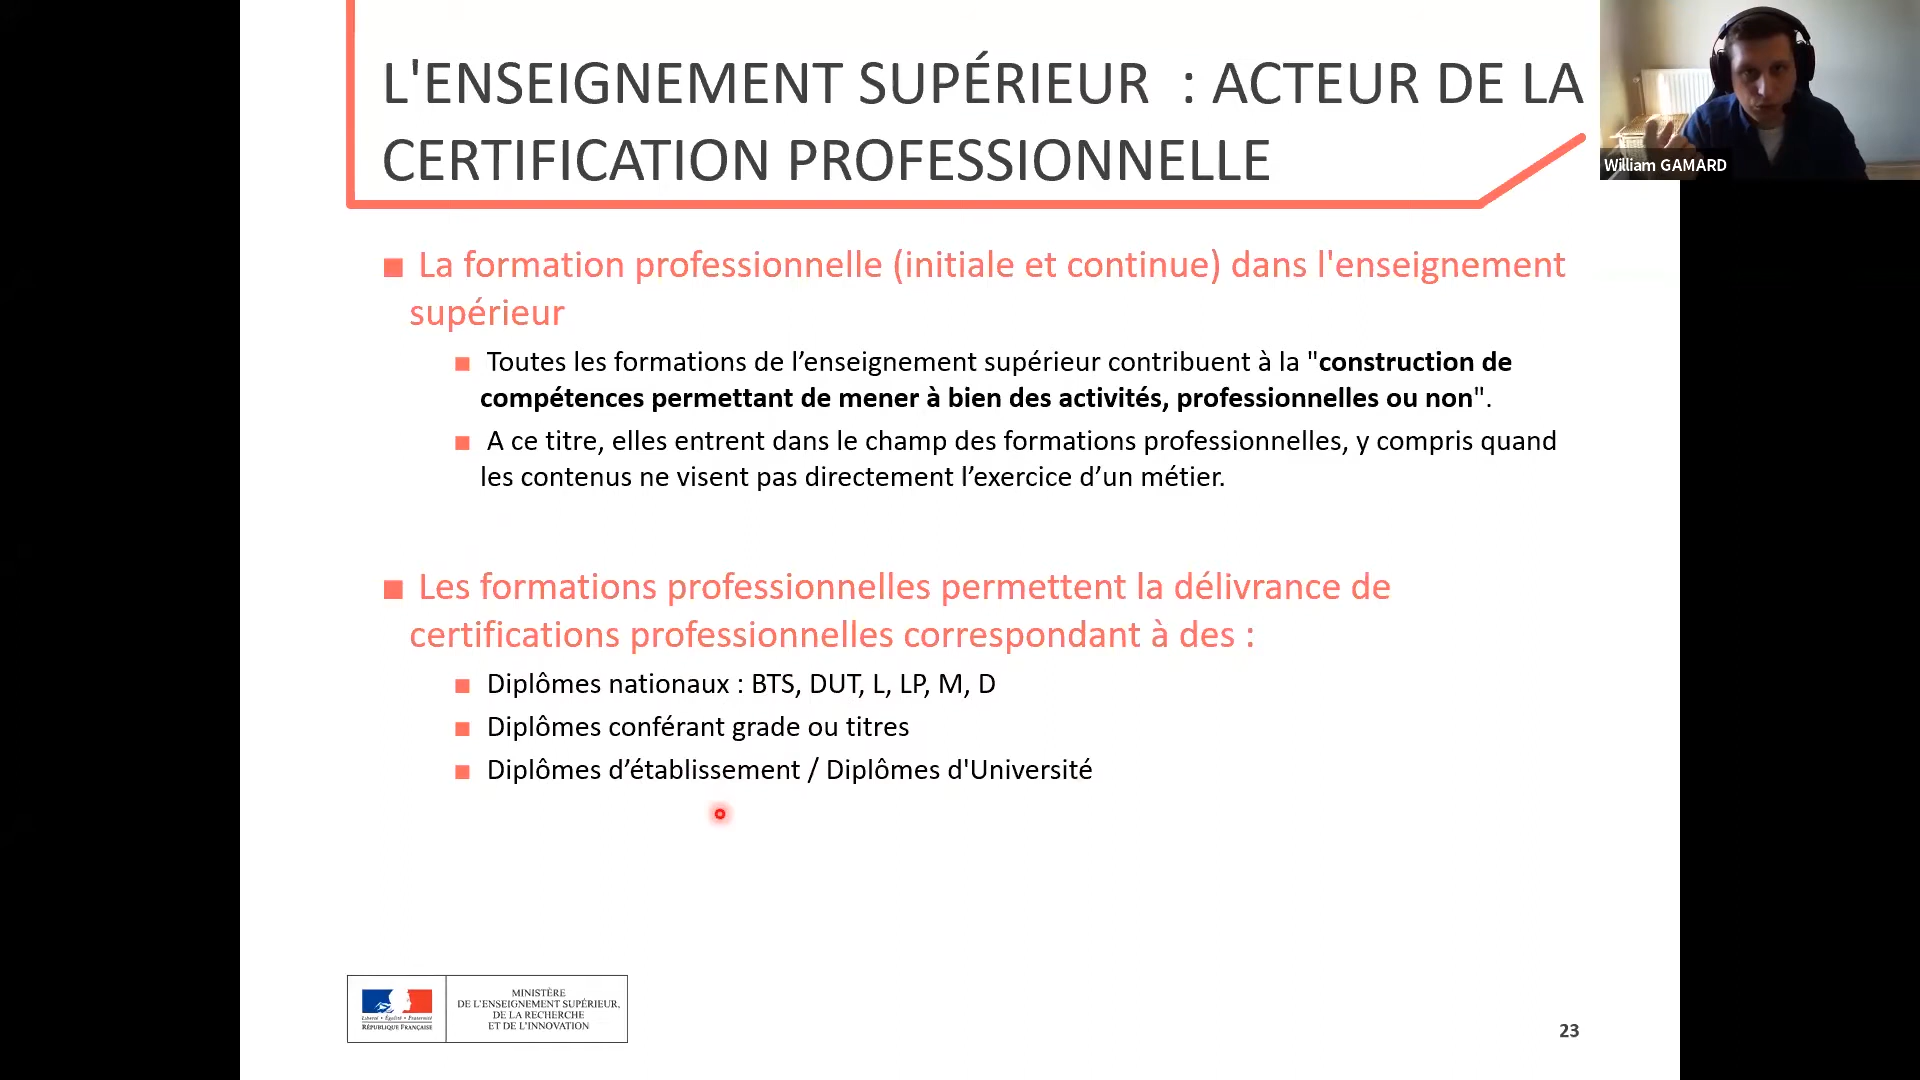 L'ENSEIGNEMENT SUPÉRIEUR : ACTEUR DE LA
CERTIFICATION PROFESSIONNELLE
William GAMARD
■ La formation professionnelle (initiale et continue) dans l'enseignement
supérieur
■ Toutes les formations de l’enseignement supérieur contribuent à la "construction de
compétences permettant de mener à bien des activités, professionnelles ou non".
■ A ce titre, elles entrent dans le champ des formations professionnelles, y compris quand
les contenus ne visent pas directement l’exercice d’un métier.
■ Les formations professionnelles permettent la délivrance de
certifications professionnelles correspondant à des :
■ Diplômes nationaux : BTS, DUT, L, LP, M, D
■ Diplômes conférant grade ou titres
■ Diplômes d’établissement / Diplômes d'Université
Liberté • Égalité • Fraternité
RÉPUBLIQUE FRANÇAISE
MINISTÈRE
DE L'ENSEIGNEMENT SUPÉRIEUR,
DE LA RECHERCHE
ET DE L'INNOVATION
23